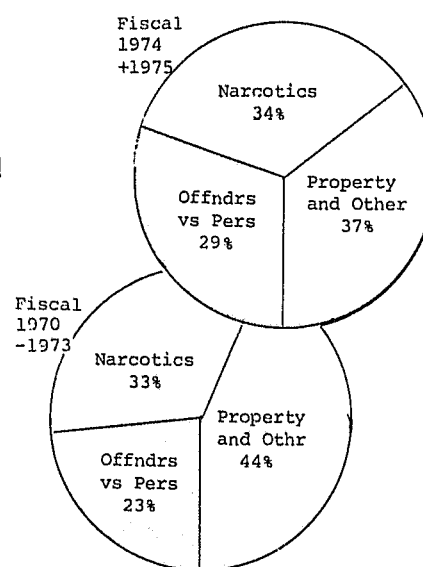 Fiscal
1974
+1975
Narcotics
34%
Offndrs
vs Pers
29%
Property
and Other
37%
Fiscal
1970
-1973
Narcotics
33%
Property
and Othr
44%
Offndrs
vs Pers
23%